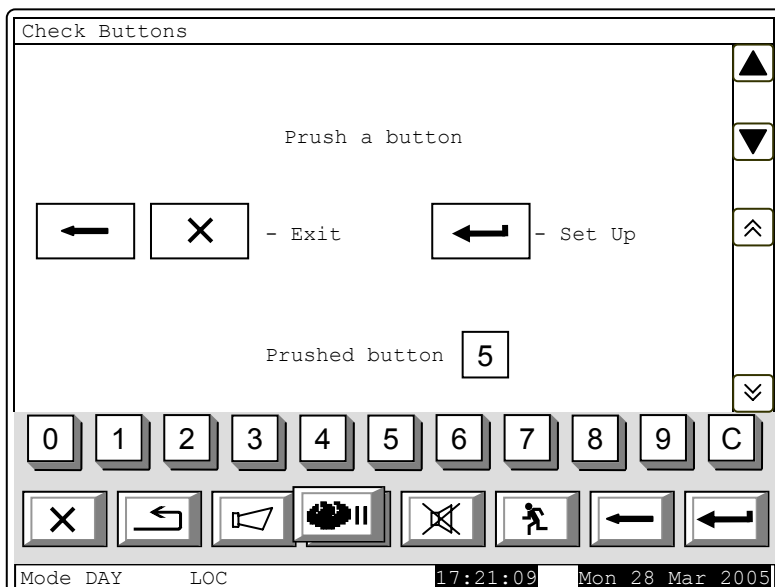 Check Buttons
Prush a button
- Exit - Set Up
Prushed button 5
0 1 2 3 4 5 6 7 8 9 C
Mode DAY LOC 17:21:09 Mon 28 Mar 2005